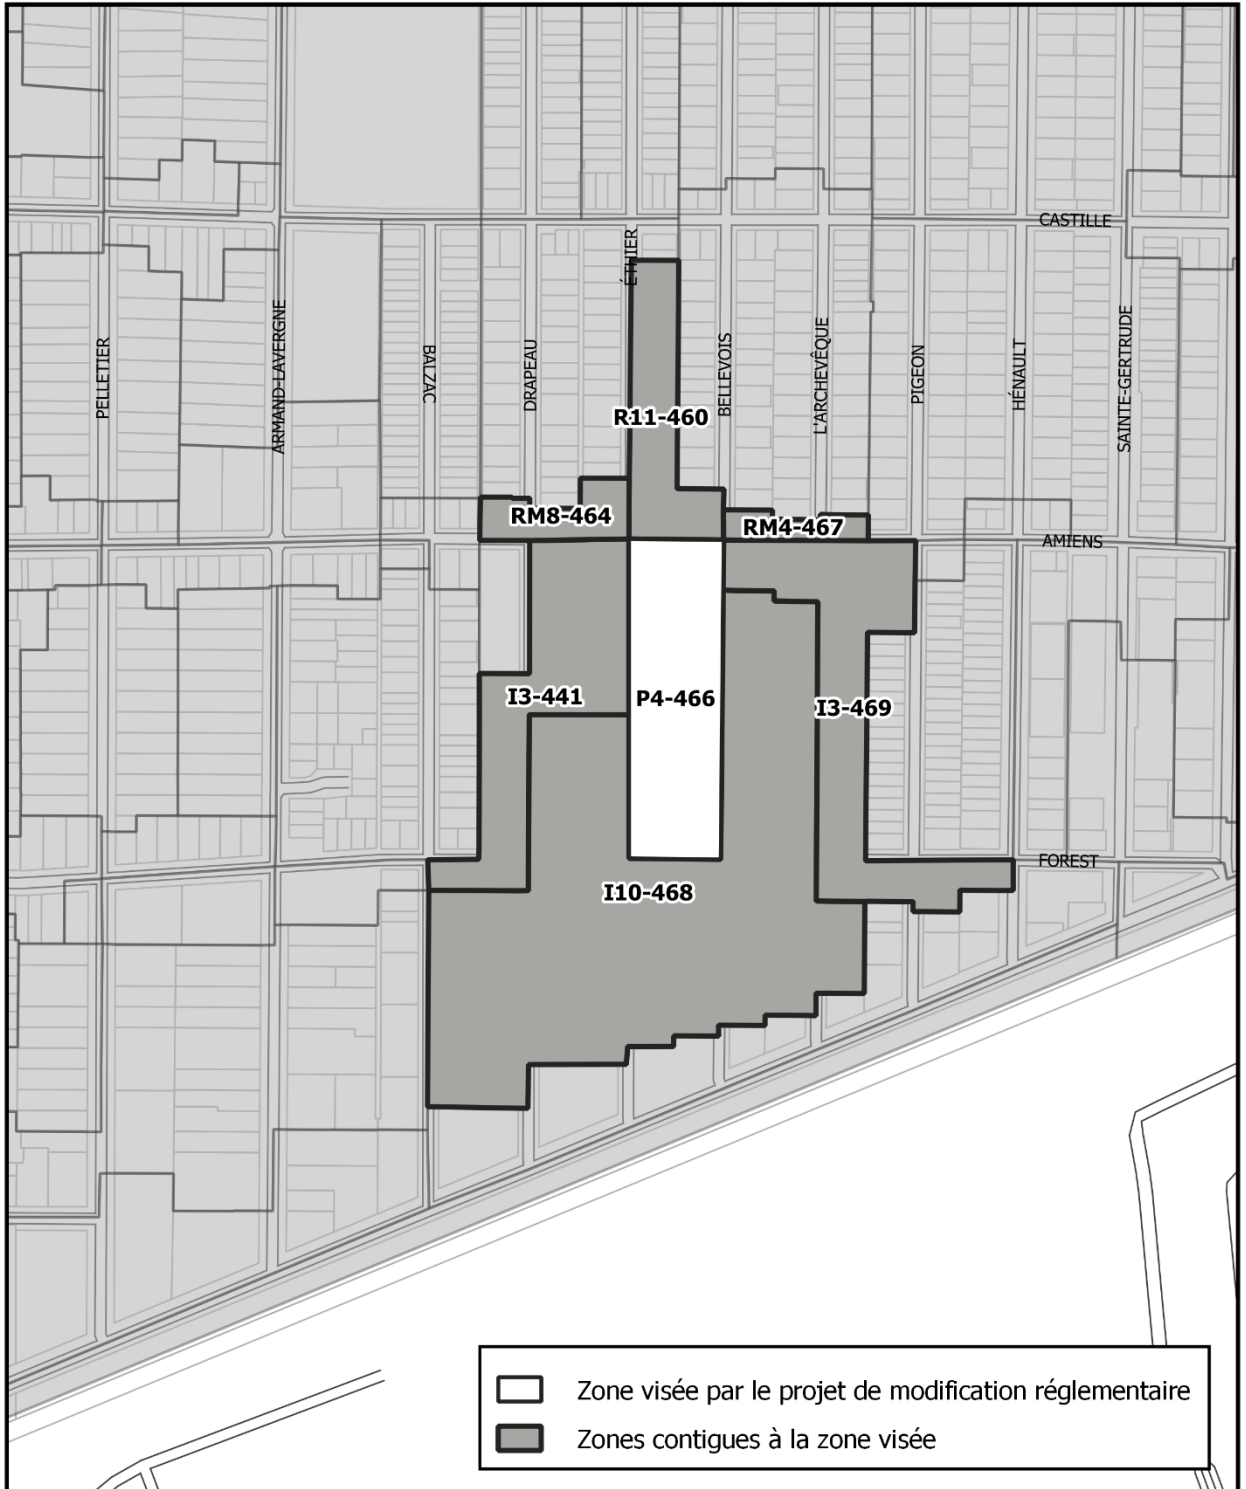 CASTILLE
ÉTHIER
PELLETIER
ARMAND-LAVERGNE
BALZAC
DRAPEAU
BELLEVOIS
L'ARCHEVÊQUE
PIGEON
HÉNAULT
SAINTE-GERTRUDE
R11-460
RM8-464
RM4-467
AMIENS
I3-441
P4-466
I3-469
FOREST
I10-468
Zone visée par le projet de modification réglementaire
Zones contigues à la zone visée